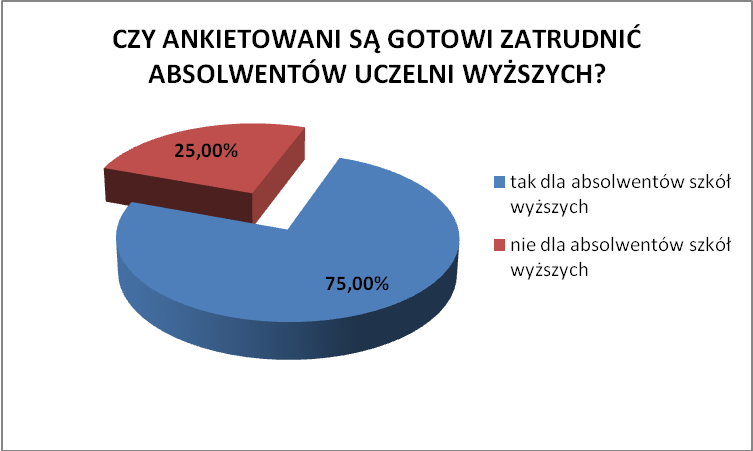 CZY ANKIETOWANI SĄ GOTOWI ZATRUDNIĆ
ABSOLWENTÓW UCZELNI WYŻSZYCH?
25,00%
75,00%
tak dla absolwentów szkół
wyższych
nie dla absolwentów szkół
wyższych